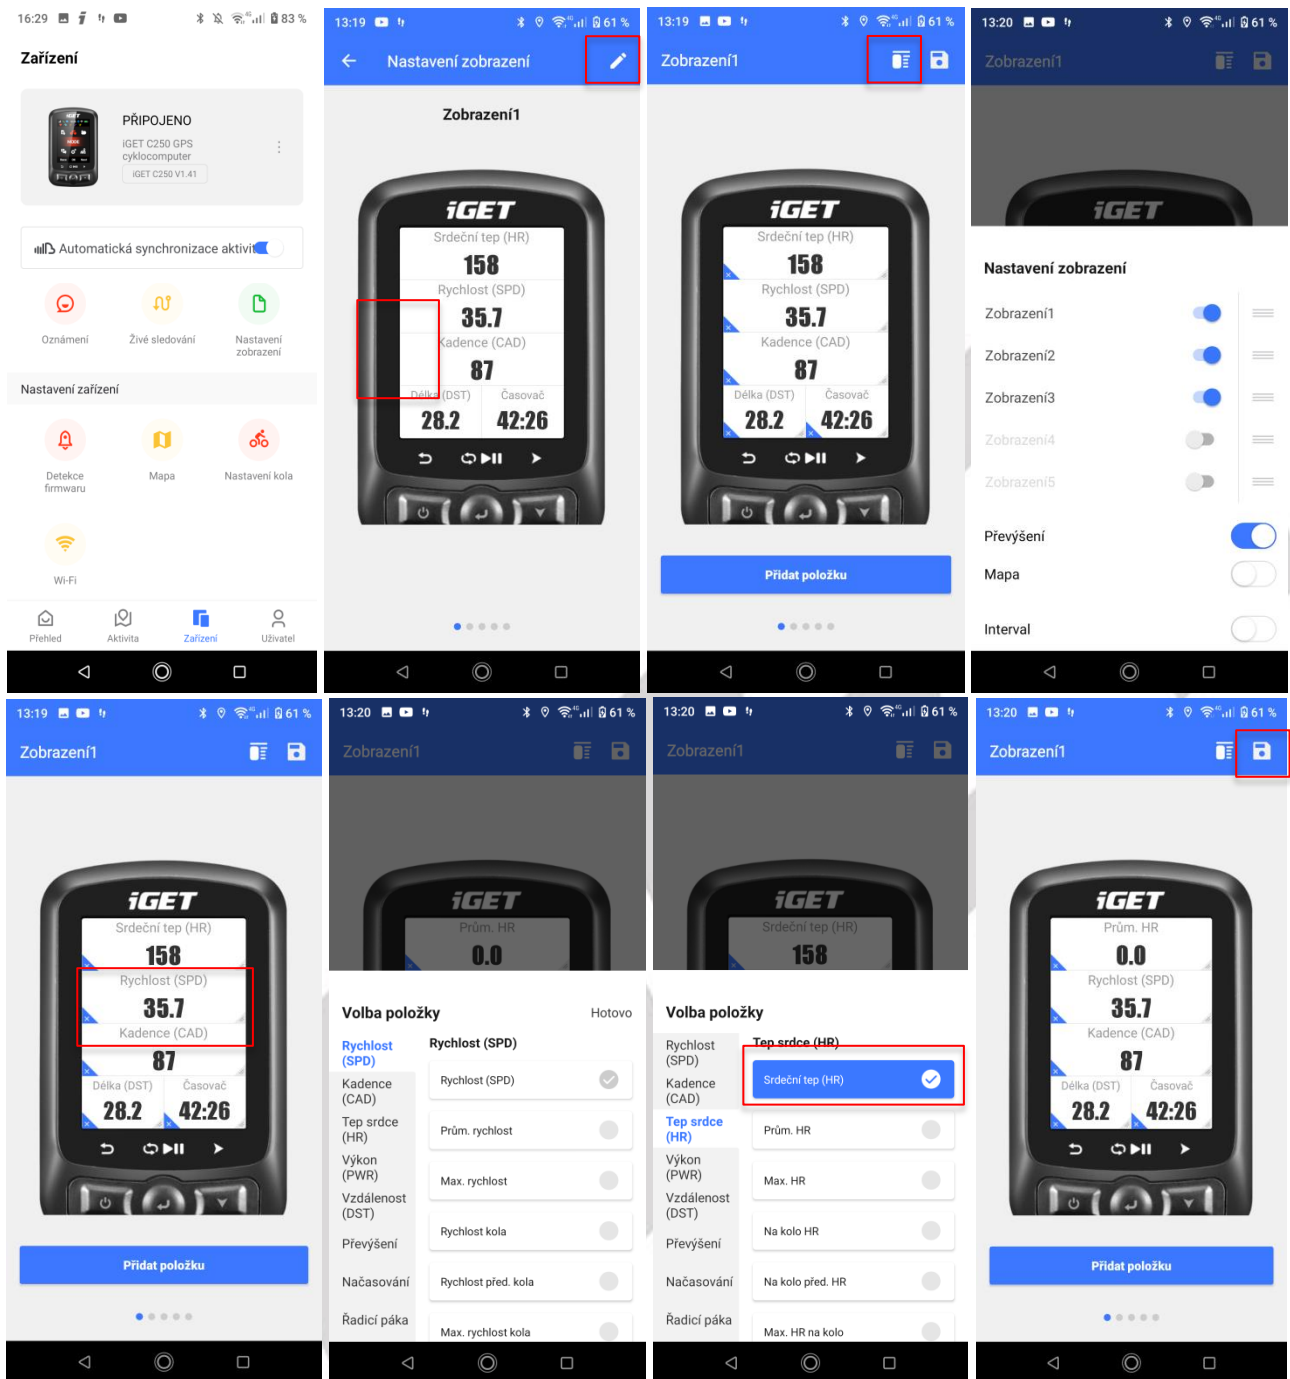 16:29
83 %
Zařízení
PŘIPOJENO
iGET C250 GPS
cyklocomputer
iGET C250 V1.41
Automatická synchronizace aktivit
Oznámení
Živé sledování
Nastavení
zobrazení
Nastavení zařízení
Detekce
firmwaru
Mapa
Nastavení kola
Wi-Fi
Přehled
Aktivita
Zařízení
Uživatel
13:19
61 %
Nastavení zobrazení
Zobrazení1
iGET
Srdeční tep (HR)
158
Rychlost (SPD)
35.7
Kadence (CAD)
87
Délka (DST)
Časovač
28.2
42:26
13:19
61 %
Zobrazení1
iGET
Srdeční tep (HR)
158
Rychlost (SPD)
35.7
Kadence (CAD)
87
Délka (DST)
Časovač
28.2
42:26
Přidat položku
13:20
61 %
Zobrazení1
iGET
Nastavení zobrazení
Zobrazení1
Zobrazení2
Zobrazení3
Zobrazení4
Zobrazení5
Převýšení
Mapa
Interval
13:19
61 %
Zobrazení1
iGET
Srdeční tep (HR)
158
Rychlost (SPD)
35.7
Kadence (CAD)
87
Délka (DST)
Časovač
28.2
42:26
Přidat položku
13:20
61 %
Zobrazení1
iGET
Prům. HR
0.0
Volba položky
Hotovo
Rychlost
(SPD)
Kadence
(CAD)
Tep srdce
(HR)
Výkon
(PWR)
Vzdálenost
(DST)
Převýšení
Načasování
Řadicí páka
Rychlost (SPD)
Rychlost (SPD)
Prům. rychlost
Max. rychlost
Rychlost kola
Rychlost před. kola
Max. rychlost kola
13:20
61 %
Zobrazení1
iGET
Srdeční tep (HR)
158
Volba položky
Rychlost
(SPD)
Kadence
(CAD)
Tep srdce
(HR)
Výkon
(PWR)
Vzdálenost
(DST)
Převýšení
Načasování
Řadicí páka
Tep srdce (HR)
Srdeční tep (HR)
Prům. HR
Max. HR
Na kolo HR
Na kolo před. HR
Max. HR na kolo
13:20
61 %
Zobrazení1
iGET
Prům. HR
0.0
Rychlost (SPD)
35.7
Kadence (CAD)
87
Délka (DST)
Časovač
28.2
42:26
Přidat položku